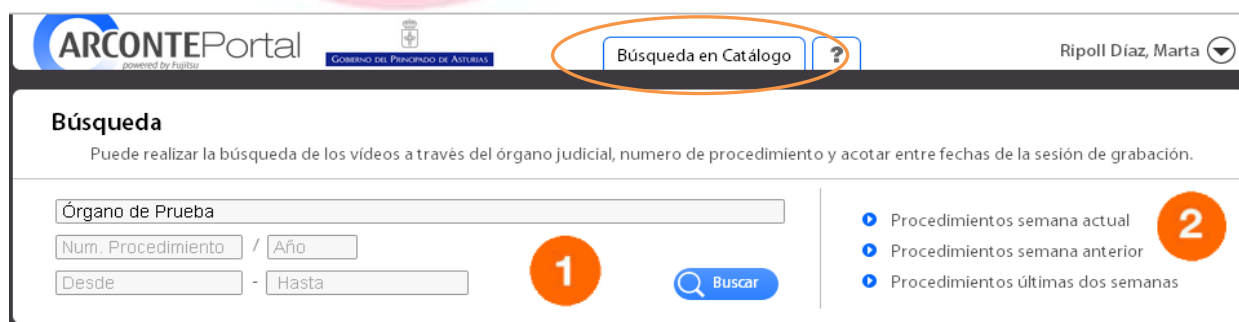 ARCONTEPortal
powered by Fujitsu
GOBIERNO DEL PRINCIPADO DE ASTURIAS
Búsqueda en Catálogo
?
Ripoll Díaz, Marta
Búsqueda
Puede realizar la búsqueda de los vídeos a través del órgano judicial, numero de procedimiento y acotar entre fechas de la sesión de grabación.
Órgano de Prueba
Num. Procedimiento / Año
Desde - Hasta
1
Buscar
Procedimientos semana actual
Procedimientos semana anterior
Procedimientos últimas dos semanas
2